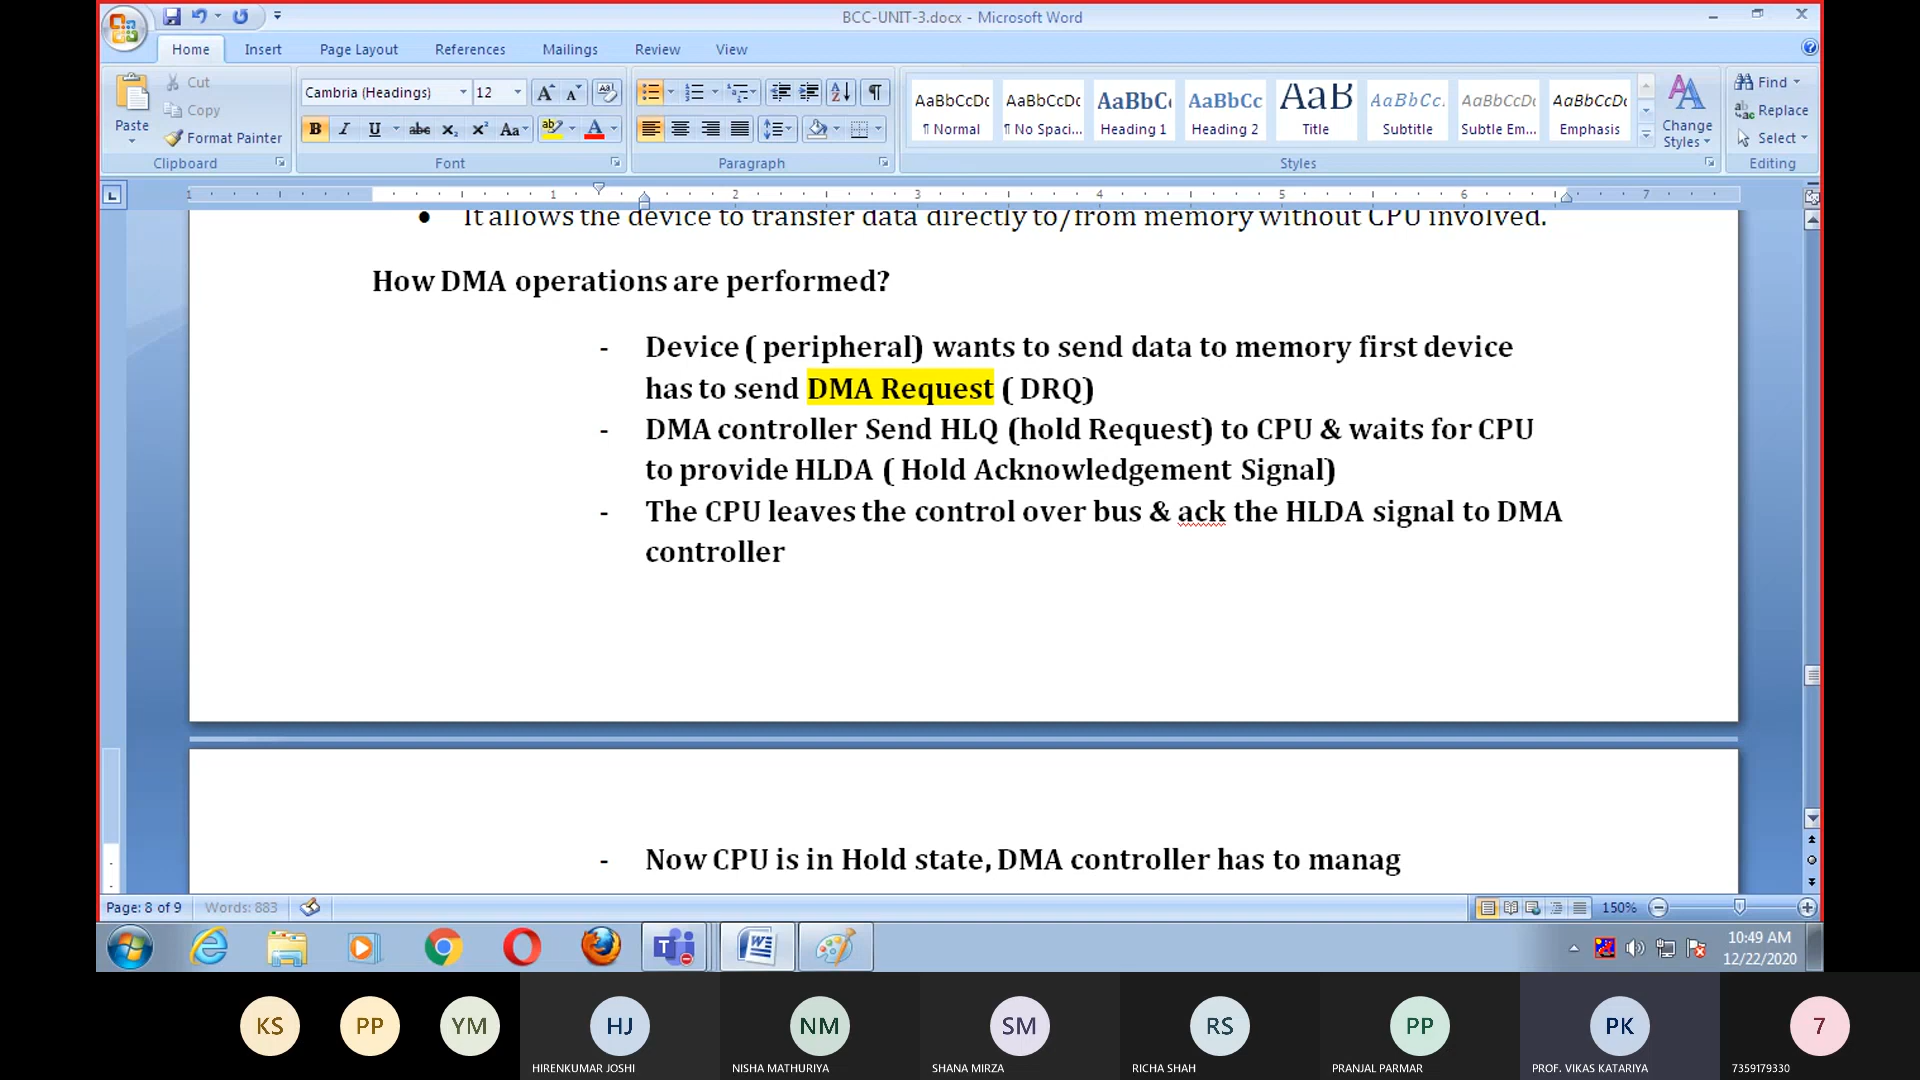 BCC-UNIT-3.docx - Microsoft Word
Home Insert Page Layout References Mailings Review View
Paste
Cut
Copy
Format Painter
Clipboard
Cambria (Headings) 12
Font
Paragraph
AaBbCcDc AaBbCcDc AaBbC AaBbCc AaB AaBbCc. AaBbCcDc AaBbCcDc
¶ Normal ¶ No Spaci... Heading 1 Heading 2 Title Subtitle Subtle Em... Emphasis
Change Styles
Styles
Find
Replace
Select
Editing
1 1 2 3 4 5 6 7
• It allows the device to transfer data directly to/from memory without CPU involved.
How DMA operations are performed?
- Device ( peripheral) wants to send data to memory first device
has to send DMA Request ( DRQ)
- DMA controller Send HLQ (hold Request) to CPU & waits for CPU
to provide HLDA ( Hold Acknowledgement Signal)
- The CPU leaves the control over bus & ack the HLDA signal to DMA
controller
- Now CPU is in Hold state, DMA controller has to manag
Page: 8 of 9 Words: 883 150%
10:49 AM
12/22/2020
KS PP YM HJ NM SM RS PP PK 7
HIRENKUMAR JOSHI NISHA MATHURIYA SHANA MIRZA RICHA SHAH PRANJAL PARMAR PROF. VIKAS KATARIYA 7359179330